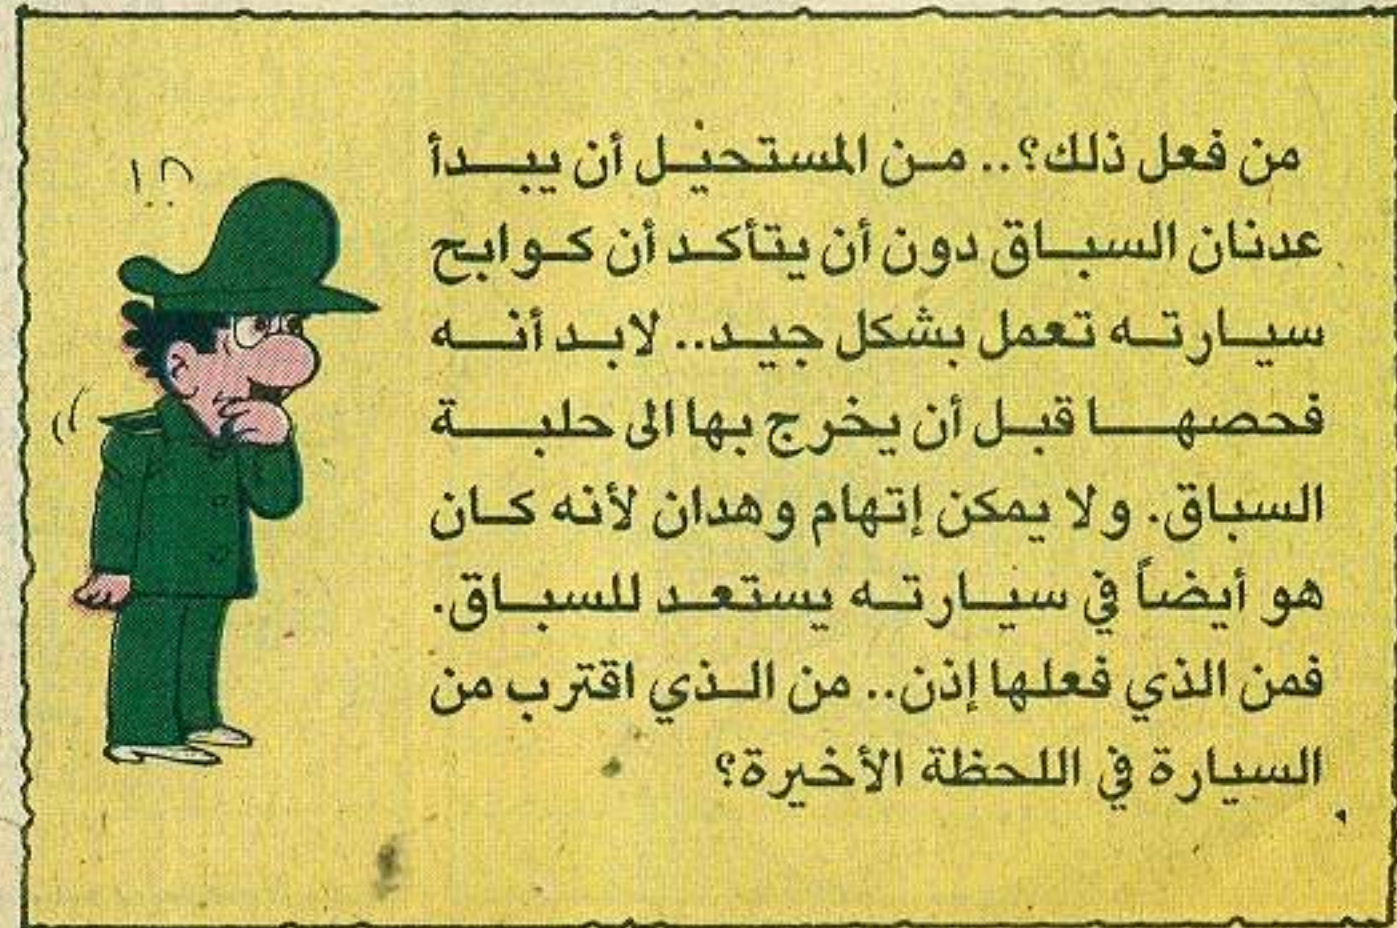 من فعل ذلك؟.. من المستحيل أن يبدأ
عدنان السباق دون أن يتأكد أن كوابح
سيارته تعمل بشكل جيد.. لابد أنه
فحصها قبل أن يخرج بها الى حلبة
السباق. ولا يمكن إتهام وهدان لأنه كان
هو أيضاً في سيارته يستعد للسباق.
فمن الذي فعلها إذن.. من الذي اقترب من
السيارة في اللحظة الأخيرة؟